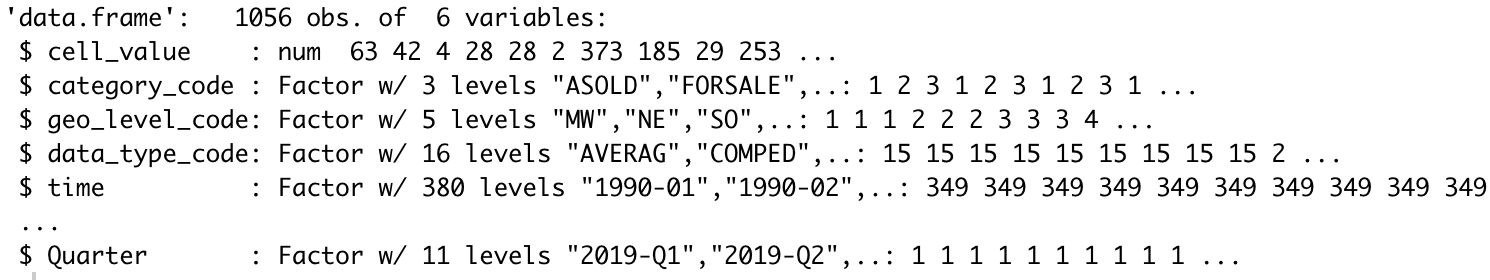 'data.frame':   1056 obs. of  6 variables:
 $ cell_value    : num  63 42 4 28 28 2 373 185 29 253 ...
 $ category_code : Factor w/ 3 levels "ASOLD","FORSALE",..: 1 2 3 1 2 3 1 2 3 1 ...
 $ geo_level_code: Factor w/ 5 levels "MW","NE","SO",..: 1 1 1 2 2 2 3 3 3 4 ...
 $ data_type_code: Factor w/ 16 levels "AVERAG","COMPED",..: 15 15 15 15 15 15 15 15 15 2 ...
 $ time          : Factor w/ 380 levels "1990-01","1990-02",..: 349 349 349 349 349 349 349 349 349 349
 ...
 $ Quarter       : Factor w/ 11 levels "2019-Q1","2019-Q2",..: 1 1 1 1 1 1 1 1 1 1 ...